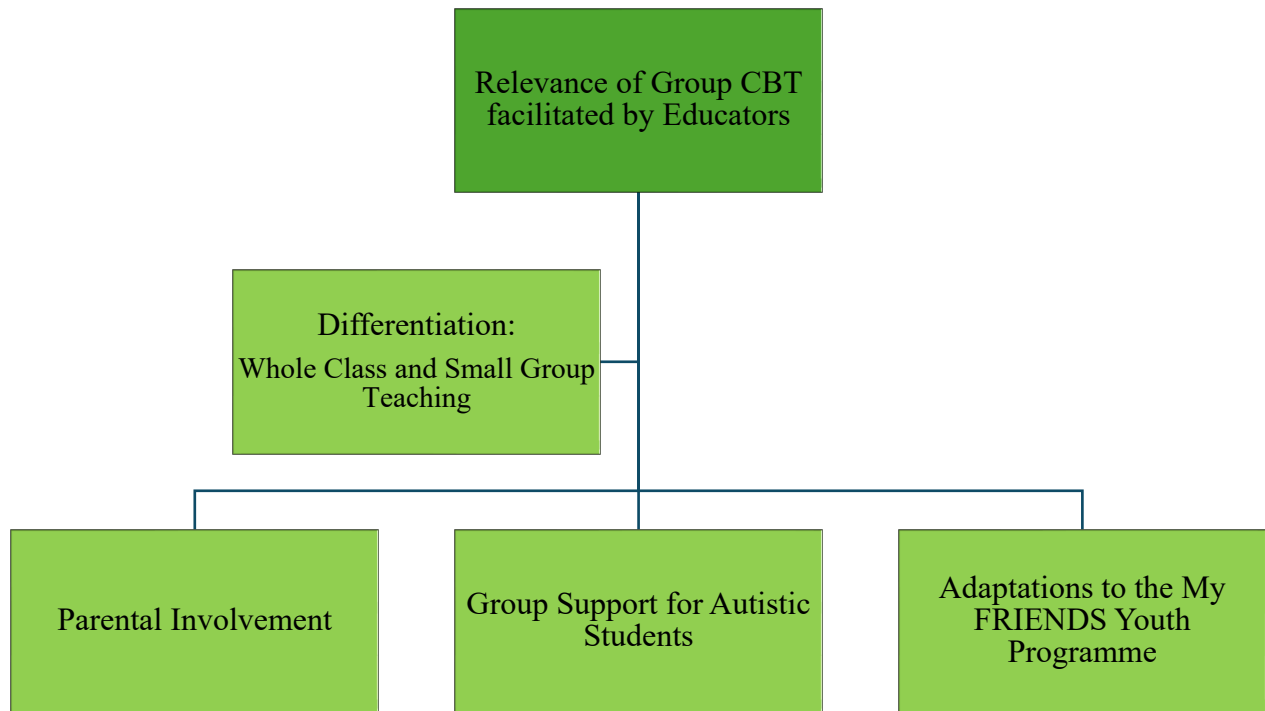 Relevance of Group CBT
facilitated by Educators
Differentiation:
Whole Class and Small Group
Teaching
Parental Involvement
Group Support for Autistic
Students
Adaptations to the My
FRIENDS Youth
Programme